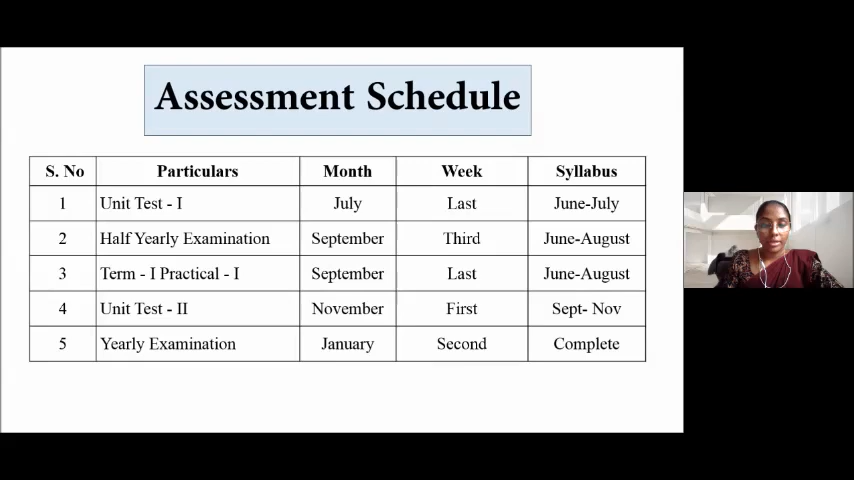 Assessment Schedule
S. No Particulars Month Week Syllabus
1 Unit Test - I July Last June-July
2 Half Yearly Examination September Third June-August
3 Term - I Practical - I September Last June-August
4 Unit Test - II November First Sept- Nov
5 Yearly Examination January Second Complete